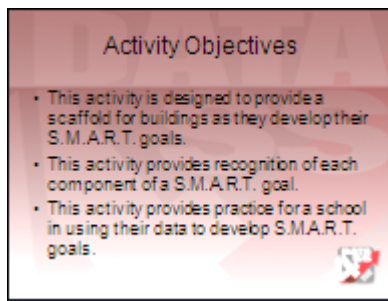 DATA
Activity Objectives
• This activity is designed to provide a
scaffold for buildings as they develop their
S.M.A.R.T. goals.
• This activity provides recognition of each
component of a S.M.A.R.T. goal.
• This activity provides practice for a school
in using their data to develop S.M.A.R.T.
goals.